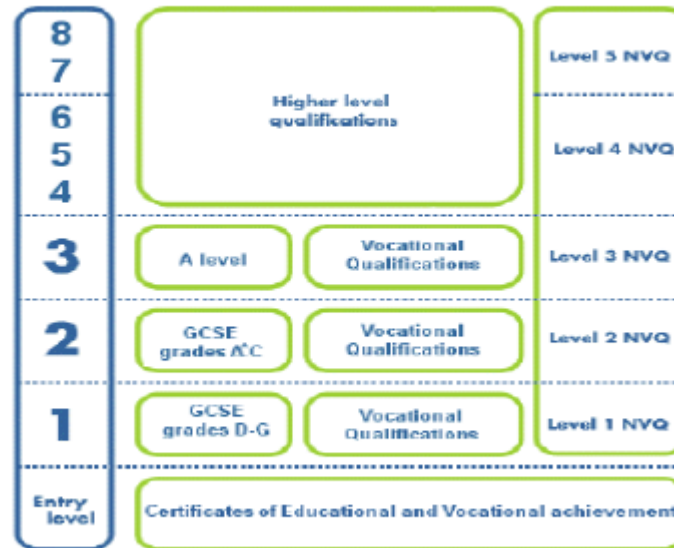 8
7
Higher level
qualifications
Level 5 NVQ
6
5
4
Level 4 NVQ
3
A level
Vocational
Qualifications
Level 3 NVQ
2
GCSE
grades A*C
Vocational
Qualifications
Level 2 NVQ
1
GCSE
grades D-G
Vocational
Qualifications
Level 1 NVQ
Entry
level
Certificates of Educational and Vocational achievement